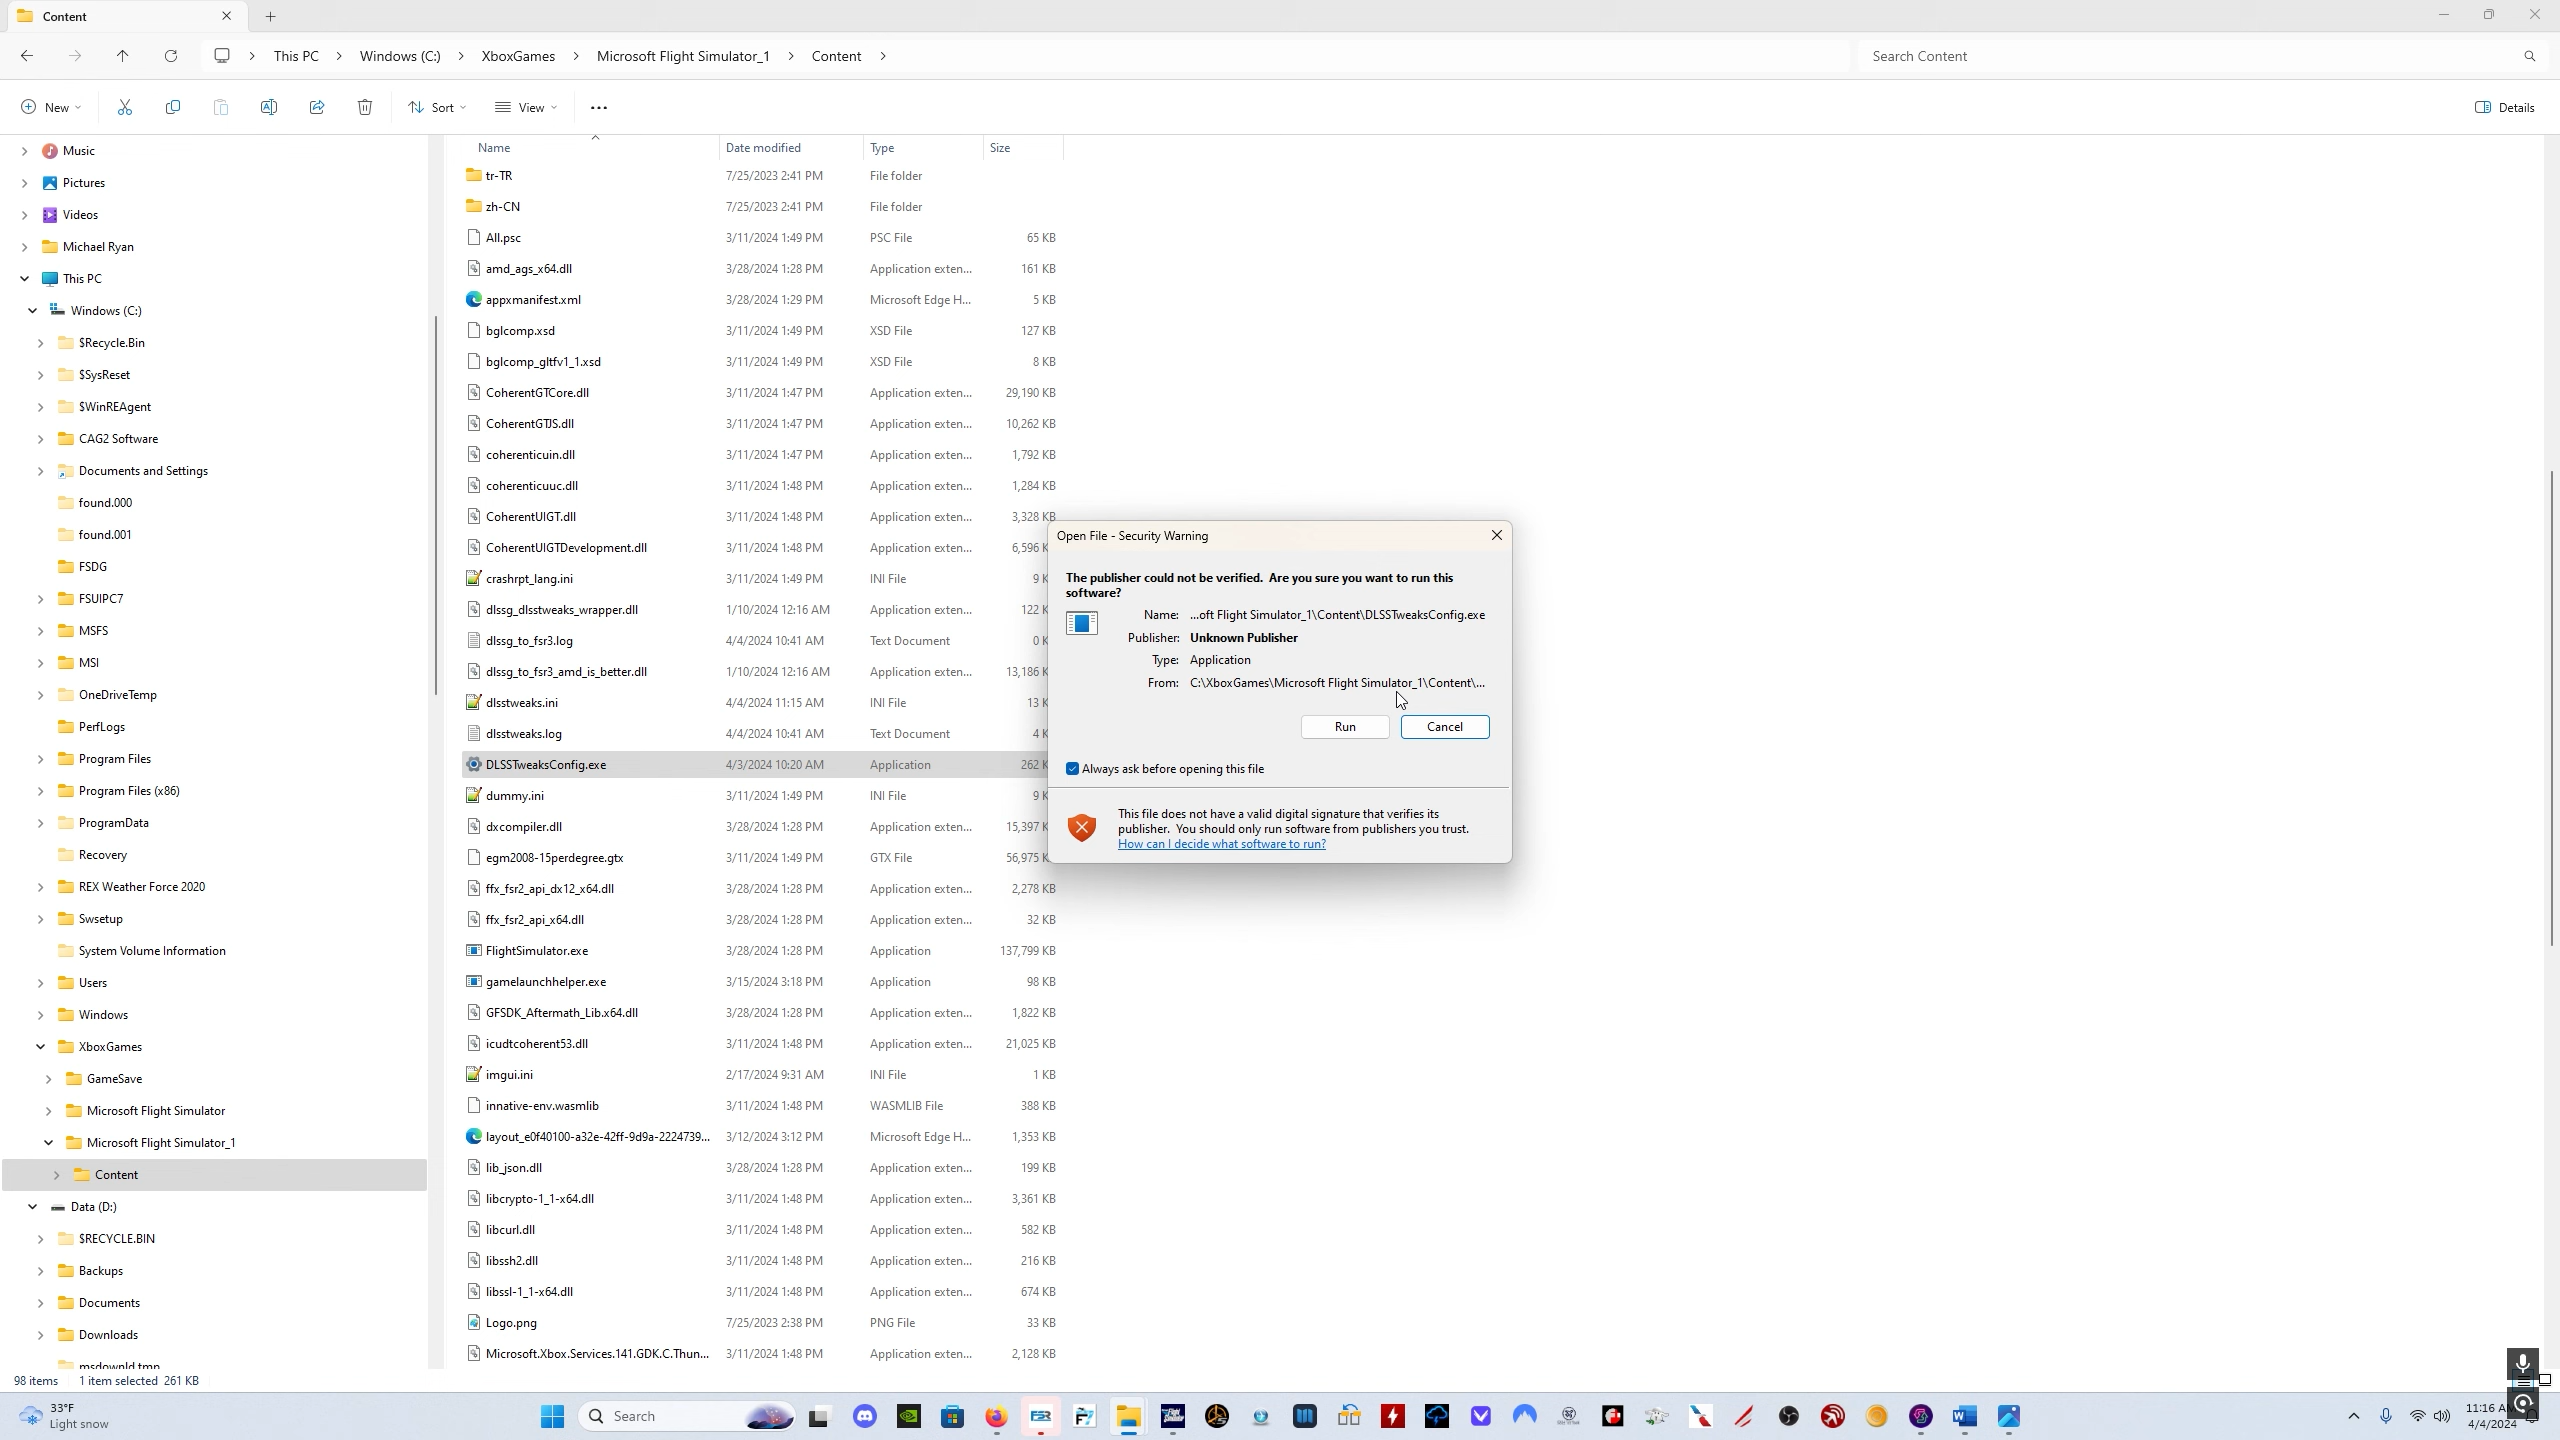 Content
This PC > Windows (C:) > XboxGames > Microsoft Flight Simulator_1 > Content >
Search Content
New
Sort
View
Details
Music
Pictures
Videos
Michael Ryan
This PC
Windows (C:)
$Recycle.Bin
$SysReset
$WinREAgent
CAG2 Software
Documents and Settings
found.000
found.001
FSDG
FSUIPC7
MSFS
MSI
OneDriveTemp
PerfLogs
Program Files
Program Files (x86)
ProgramData
Recovery
REX Weather Force 2020
Swsetup
System Volume Information
Users
Windows
XboxGames
GameSave
Microsoft Flight Simulator
Microsoft Flight Simulator_1
Content
Data (D:)
$RECYCLE.BIN
Backups
Documents
Downloads
msdownld.tmp
Name Date modified Type Size
tr-TR 7/25/2023 2:41 PM File folder
zh-CN 7/25/2023 2:41 PM File folder
All.psc 3/11/2024 1:49 PM PSC File 65 KB
amd_ags_x64.dll 3/28/2024 1:28 PM Application exten... 161 KB
appxmanifest.xml 3/28/2024 1:29 PM Microsoft Edge H... 5 KB
bglcomp.xsd 3/11/2024 1:49 PM XSD File 127 KB
bglcomp_gltfv1_1.xsd 3/11/2024 1:49 PM XSD File 8 KB
CoherentGTCore.dll 3/11/2024 1:47 PM Application exten... 29,190 KB
CoherentGTJS.dll 3/11/2024 1:47 PM Application exten... 10,262 KB
coherenticuin.dll 3/11/2024 1:47 PM Application exten... 1,792 KB
coherenticuuc.dll 3/11/2024 1:48 PM Application exten... 1,284 KB
CoherentUIGT.dll 3/11/2024 1:48 PM Application exten... 3,328 KB
CoherentUIGTDevelopment.dll 3/11/2024 1:48 PM Application exten... 6,596 K
crashrpt_lang.ini 3/11/2024 1:49 PM INI File 9 K
dlssg_dlsstweaks_wrapper.dll 1/10/2024 12:16 AM Application exten... 122 K
dlssg_to_fsr3.log 4/4/2024 10:41 AM Text Document 0 K
dlssg_to_fsr3_amd_is_better.dll 1/10/2024 12:16 AM Application exten... 13,186 K
dlsstweaks.ini 4/4/2024 11:15 AM INI File 13 K
dlsstweaks.log 4/4/2024 10:41 AM Text Document 4 K
DLSSTweaksConfig.exe 4/3/2024 10:20 AM Application 262 K
dummy.ini 3/11/2024 1:49 PM INI File 9 K
dxcompiler.dll 3/28/2024 1:28 PM Application exten... 15,397 K
egm2008-15perdegree.gtx 3/11/2024 1:49 PM GTX File 56,975 K
ffx_fsr2_api_dx12_x64.dll 3/28/2024 1:28 PM Application exten... 2,278 KB
ffx_fsr2_api_x64.dll 3/28/2024 1:28 PM Application exten... 32 KB
FlightSimulator.exe 3/28/2024 1:28 PM Application 137,799 KB
gamelaunchhelper.exe 3/15/2024 3:18 PM Application 98 KB
GFSDK_Aftermath_Lib.x64.dll 3/28/2024 1:28 PM Application exten... 1,822 KB
icudtcoherent53.dll 3/11/2024 1:48 PM Application exten... 21,025 KB
imgui.ini 2/17/2024 9:31 AM INI File 1 KB
innative-env.wasmlib 3/11/2024 1:48 PM WASMLIB File 388 KB
layout_e0f40100-a32e-42ff-9d9a-2224739... 3/12/2024 3:12 PM Microsoft Edge H... 1,353 KB
lib_json.dll 3/28/2024 1:28 PM Application exten... 199 KB
libcrypto-1_1-x64.dll 3/11/2024 1:48 PM Application exten... 3,361 KB
libcurl.dll 3/11/2024 1:48 PM Application exten... 582 KB
libssh2.dll 3/11/2024 1:48 PM Application exten... 216 KB
libssl-1_1-x64.dll 3/11/2024 1:48 PM Application exten... 674 KB
Logo.png 7/25/2023 2:38 PM PNG File 33 KB
Microsoft.Xbox.Services.141.GDK.C.Thun... 3/11/2024 1:48 PM Application exten... 2,128 KB
Open File - Security Warning
The publisher could not be verified. Are you sure you want to run this
software?
Name: ...oft Flight Simulator_1\Content\DLSSTweaksConfig.exe
Publisher: Unknown Publisher
Type: Application
From: C:\XboxGames\Microsoft Flight Simulator_1\Content\...
Run
Cancel
Always ask before opening this file
This file does not have a valid digital signature that verifies its
publisher. You should only run software from publishers you trust.
How can I decide what software to run?
98 items 1 item selected 261 KB
33°F
Light snow
Search
FSR
11:16 AM
4/4/2024